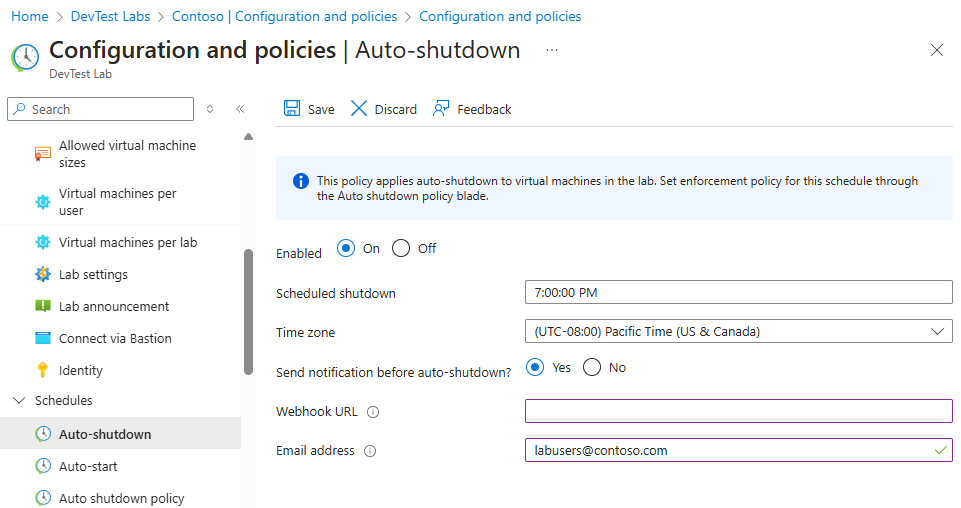 Home > DevTest Labs > Contoso | Configuration and policies > Configuration and policies
Configuration and policies | Auto-shutdown ...
DevTest Lab
Search
Save Discard Feedback
Allowed virtual machine
sizes
Virtual machines per
user
Virtual machines per lab
Lab settings
Lab announcement
Connect via Bastion
Identity
Schedules
Auto-shutdown
Auto-start
Auto shutdown policy
This policy applies auto-shutdown to virtual machines in the lab. Set enforcement policy for this schedule through
the Auto shutdown policy blade.
Enabled On Off
Scheduled shutdown 7:00:00 PM
Time zone (UTC-08:00) Pacific Time (US & Canada)
Send notification before auto-shutdown? Yes No
Webhook URL
Email address labusers@contoso.com